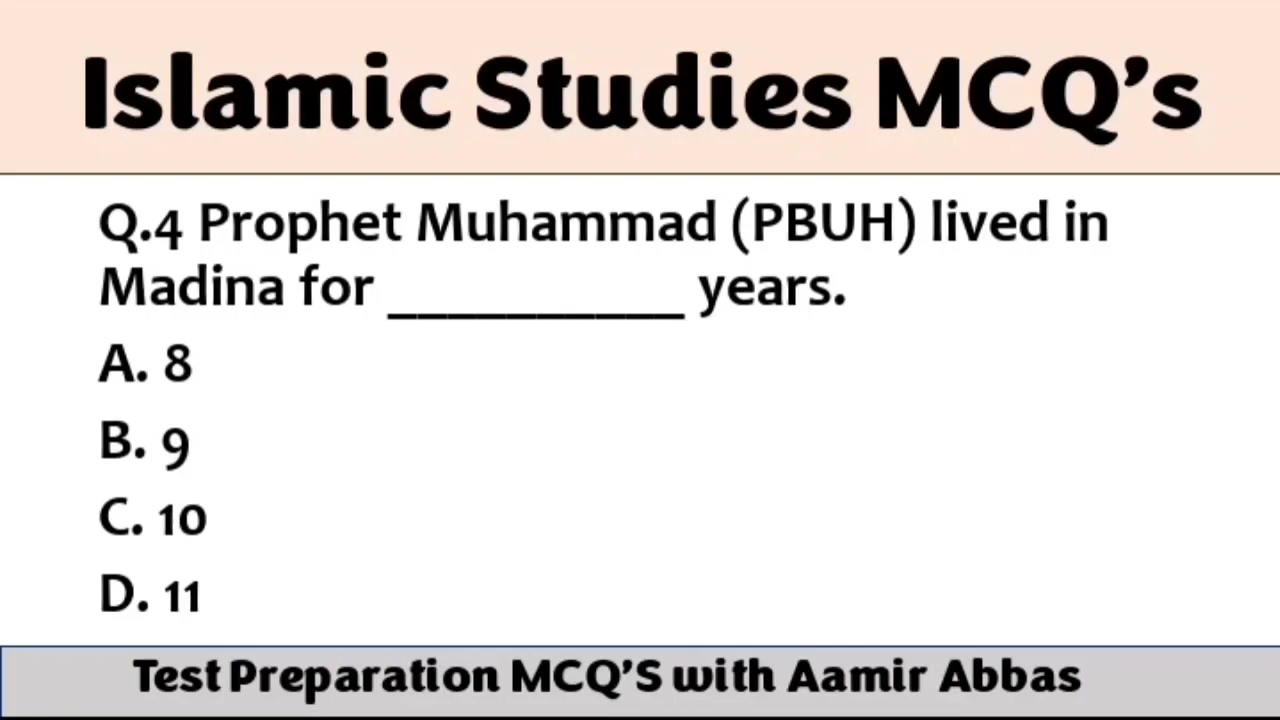 Islamic Studies MCQ’s
Q.4 Prophet Muhammad (PBUH) lived in
Madina for __________ years.
A. 8
B. 9
C. 10
D. 11
Test Preparation MCQ’S with Aamir Abbas